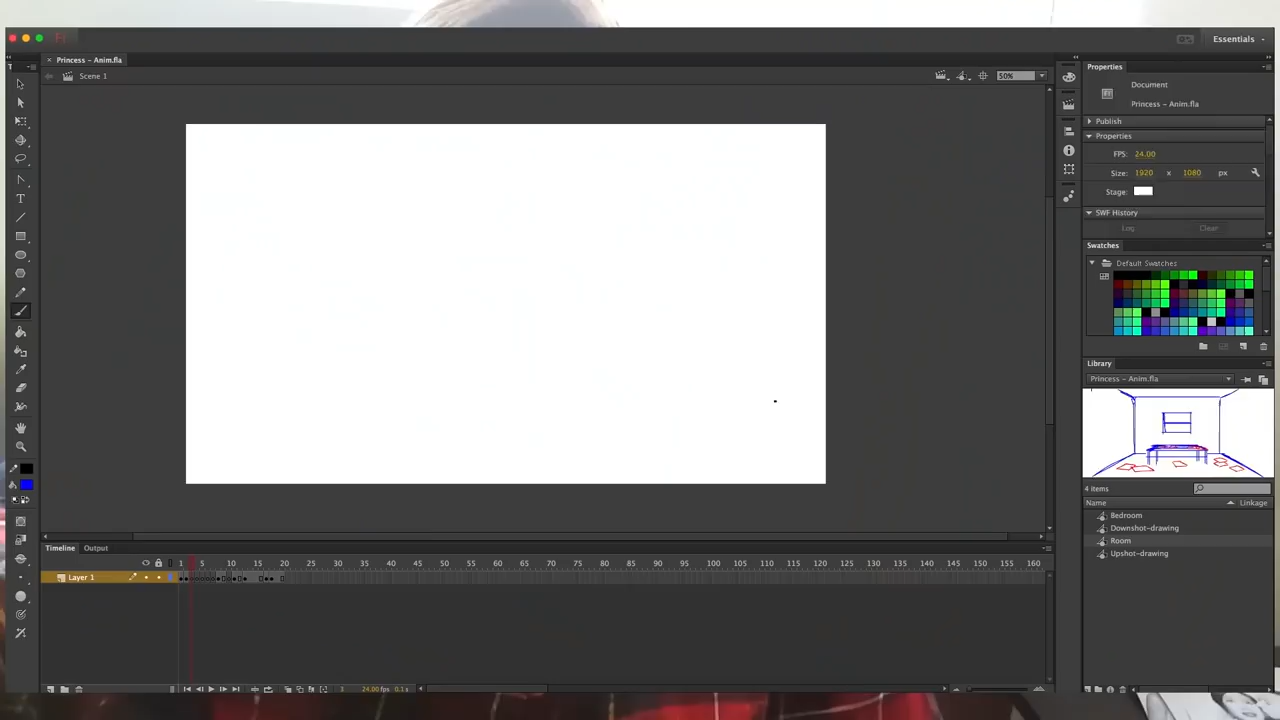 Fl
Essentials
× Princess – Anim.fla
Properties
Scene 1
50%
Document
Princess – Anim.fla
Publish
Properties
FPS: 24.00
Size: 1920 x 1080 px
Stage:
SWF History
Log Clear
Swatches
Default Swatches
Library
Princess – Anim.fla
4 items
Name Linkage
Bedroom
Downshot-drawing
Room
Upshot-drawing
Timeline Output
1 5 10 15 20 25 30 35 40 45 50 55 60 65 70 75 80 85 90 95 100 105 110 115 120 125 130 135 140 145 150 155 160
Layer 1
3 24.00 fps 0.1 s